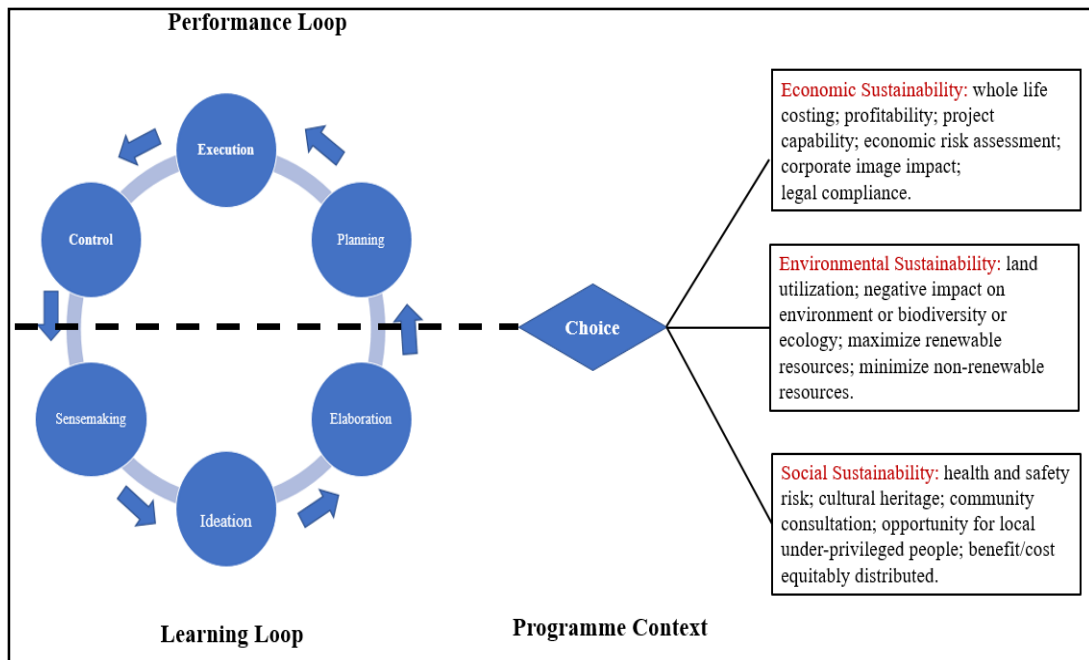 Performance Loop
Execution
Control
Planning
Sensemaking
Elaboration
Ideation
Learning Loop
Choice
Programme Context
Economic Sustainability: whole life
costing; profitability; project
capability; economic risk assessment;
corporate image impact;
legal compliance.
Environmental Sustainability: land
utilization; negative impact on
environment or biodiversity or
ecology; maximize renewable
resources; minimize non-renewable
resources.
Social Sustainability: health and safety
risk; cultural heritage; community
consultation; opportunity for local
under-privileged people; benefit/cost
equitably distributed.